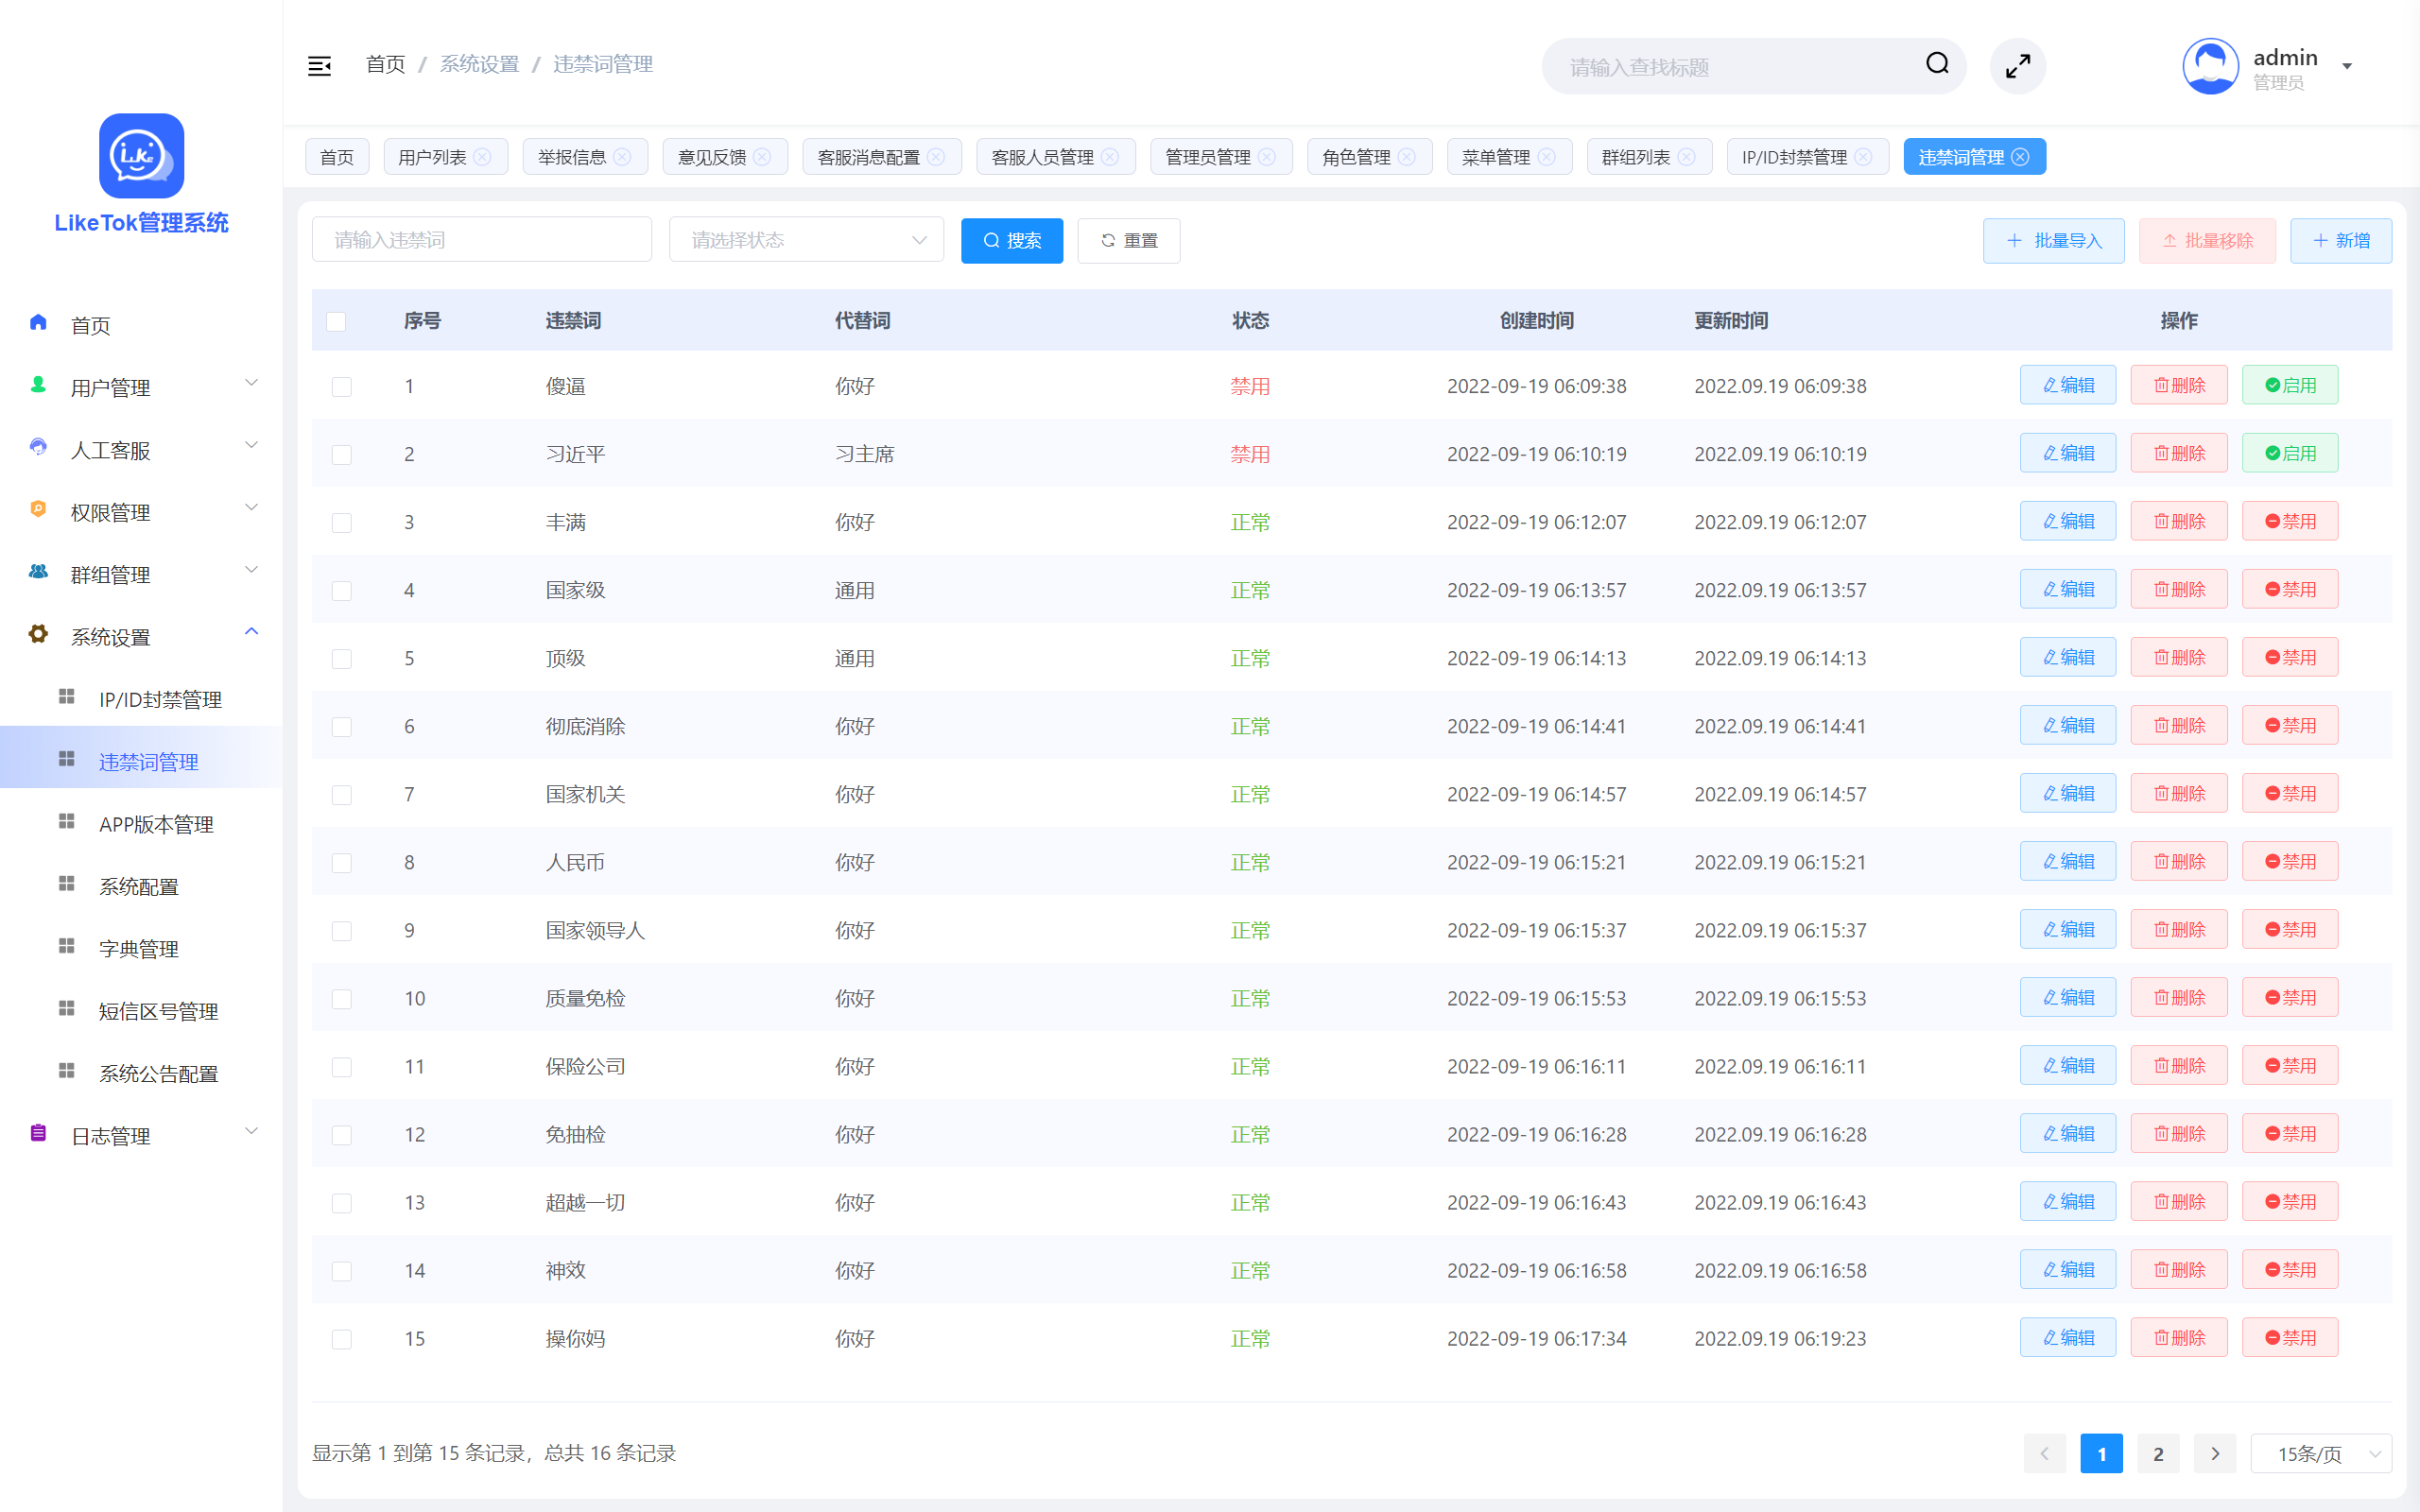 首页 / 系统设置 / 违禁词管理
请输入查找标题
admin
管理员
LiKe
LikeTok管理系统
首页 用户列表 举报信息 意见反馈 客服消息配置 客服人员管理 管理员管理 角色管理 菜单管理 群组列表 IP/ID封禁管理 违禁词管理
首页
用户管理
人工客服
权限管理
群组管理
系统设置
IP/ID封禁管理
违禁词管理
APP版本管理
系统配置
字典管理
短信区号管理
系统公告配置
日志管理
请输入违禁词 请选择状态 搜索 重置 批量导入 批量移除 新增
序号 违禁词 代替词 状态 创建时间 更新时间 操作
1 傻逼 你好 禁用 2022-09-19 06:09:38 2022.09.19 06:09:38 编辑 删除 启用
2 习近平 习主席 禁用 2022-09-19 06:10:19 2022.09.19 06:10:19 编辑 删除 启用
3 丰满 你好 正常 2022-09-19 06:12:07 2022.09.19 06:12:07 编辑 删除 禁用
4 国家级 通用 正常 2022-09-19 06:13:57 2022.09.19 06:13:57 编辑 删除 禁用
5 顶级 通用 正常 2022-09-19 06:14:13 2022.09.19 06:14:13 编辑 删除 禁用
6 彻底消除 你好 正常 2022-09-19 06:14:41 2022.09.19 06:14:41 编辑 删除 禁用
7 国家机关 你好 正常 2022-09-19 06:14:57 2022.09.19 06:14:57 编辑 删除 禁用
8 人民币 你好 正常 2022-09-19 06:15:21 2022.09.19 06:15:21 编辑 删除 禁用
9 国家领导人 你好 正常 2022-09-19 06:15:37 2022.09.19 06:15:37 编辑 删除 禁用
10 质量免检 你好 正常 2022-09-19 06:15:53 2022.09.19 06:15:53 编辑 删除 禁用
11 保险公司 你好 正常 2022-09-19 06:16:11 2022.09.19 06:16:11 编辑 删除 禁用
12 免抽检 你好 正常 2022-09-19 06:16:28 2022.09.19 06:16:28 编辑 删除 禁用
13 超越一切 你好 正常 2022-09-19 06:16:43 2022.09.19 06:16:43 编辑 删除 禁用
14 神效 你好 正常 2022-09-19 06:16:58 2022.09.19 06:16:58 编辑 删除 禁用
15 操你妈 你好 正常 2022-09-19 06:17:34 2022.09.19 06:19:23 编辑 删除 禁用
显示第 1 到第 15 条记录，总共 16 条记录
1 2 15条/页